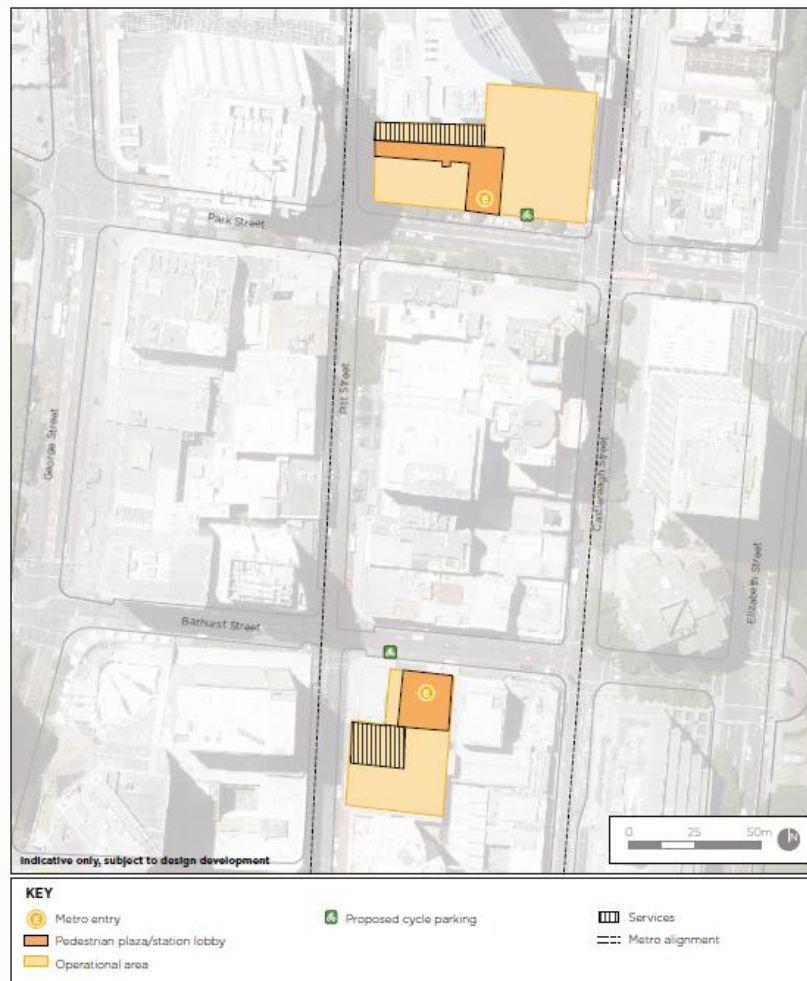 E
Park Street
Pitt Street
George Street
Castlereagh Street
Elizabeth Street
Bathurst Street
E
0 25 50m
N
Indicative only, subject to design development
KEY
E Metro entry
Proposed cycle parking
Services
Pedestrian plaza/station lobby
Metro alignment
Operational area